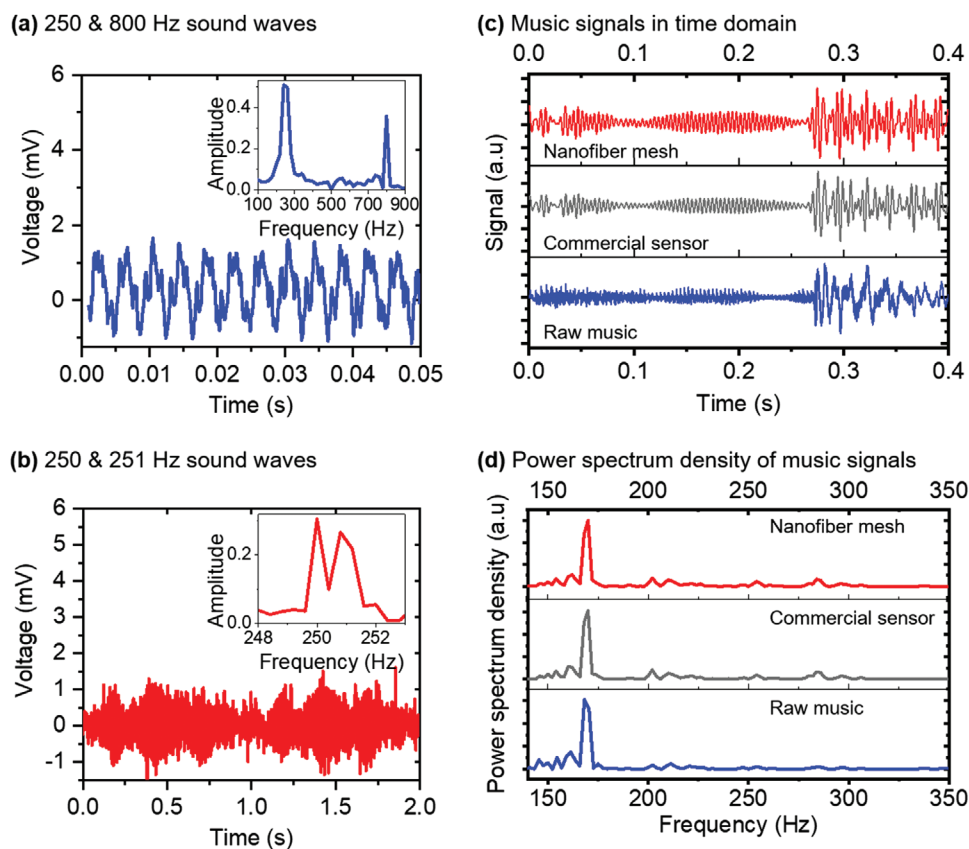 (a) 250 & 800 Hz sound waves
Voltage (mV)
6
5
4
3
2
1
0
-1
0.00 0.01 0.02 0.03 0.04 0.05
Time (s)
Amplitude
0.4
0.2
0.0
100 300 500 700 900
Frequency (Hz)
(b) 250 & 251 Hz sound waves
Voltage (mV)
6
5
4
3
2
1
0
-1
0.0 0.5 1.0 1.5 2.0
Time (s)
Amplitude
0.2
0.0
248 250 252
Frequency (Hz)
(c) Music signals in time domain
0.0 0.1 0.2 0.3 0.4
Signal (a.u)
Nanofiber mesh
Commercial sensor
Raw music
0.0 0.1 0.2 0.3 0.4
Time (s)
(d) Power spectrum density of music signals
150 200 250 300 350
Power spectrum density (a.u)
Nanofiber mesh
Commercial sensor
Raw music
150 200 250 300 350
Frequency (Hz)